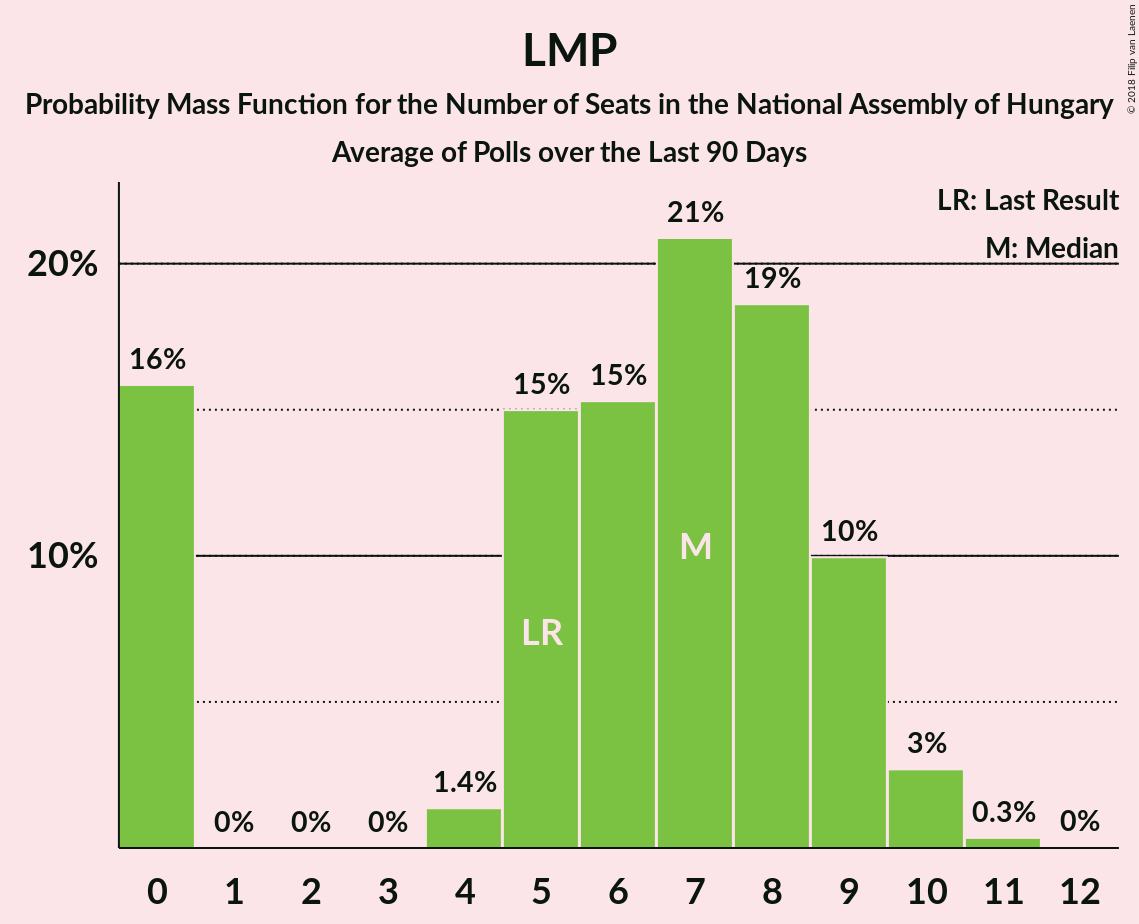 LMP
Probability Mass Function for the Number of Seats in the National Assembly of Hungary
Average of Polls over the Last 90 Days
© 2018 Filip van Laenen
LR: Last Result
M: Median
20%
10%
16%
0%
0%
0%
1.4%
15%
15%
21%
19%
10%
3%
0.3%
0%
LR
M
0 1 2 3 4 5 6 7 8 9 10 11 12